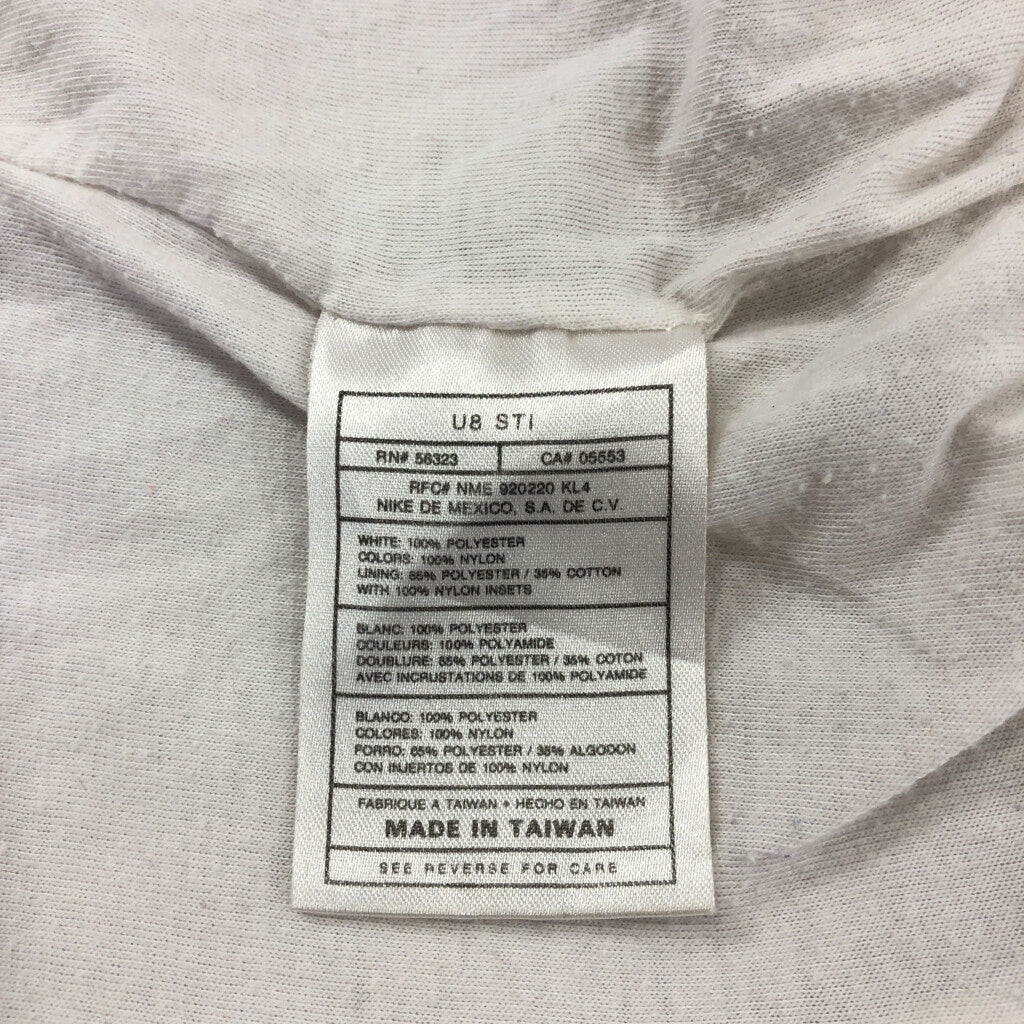 U8 STI
RN# 56323 CA# 05553
RFC# NME 920220 KL4
NIKE DE MEXICO, S.A. DE C.V
WHITE: 100% POLYESTER
COLORS: 100% NYLON
LINING: 65% POLYESTER / 35% COTTON
WITH 100% NYLON INSETS
BLANC: 100% POLYESTER
COULEURS: 100% POLYAMIDE
DOUBLURE: 65% POLYESTER / 35% COTON
AVEC INCRUSTATIONS DE 100% POLYAMIDE
BLANCO: 100% POLYESTER
COLORES: 100% NYLON
FORRO: 65% POLYESTER / 35% ALGODON
CON INJERTOS DE 100% NYLON
FABRIQUE A TAIWAN • HECHO EN TAIWAN
MADE IN TAIWAN
SEE REVERSE FOR CARE